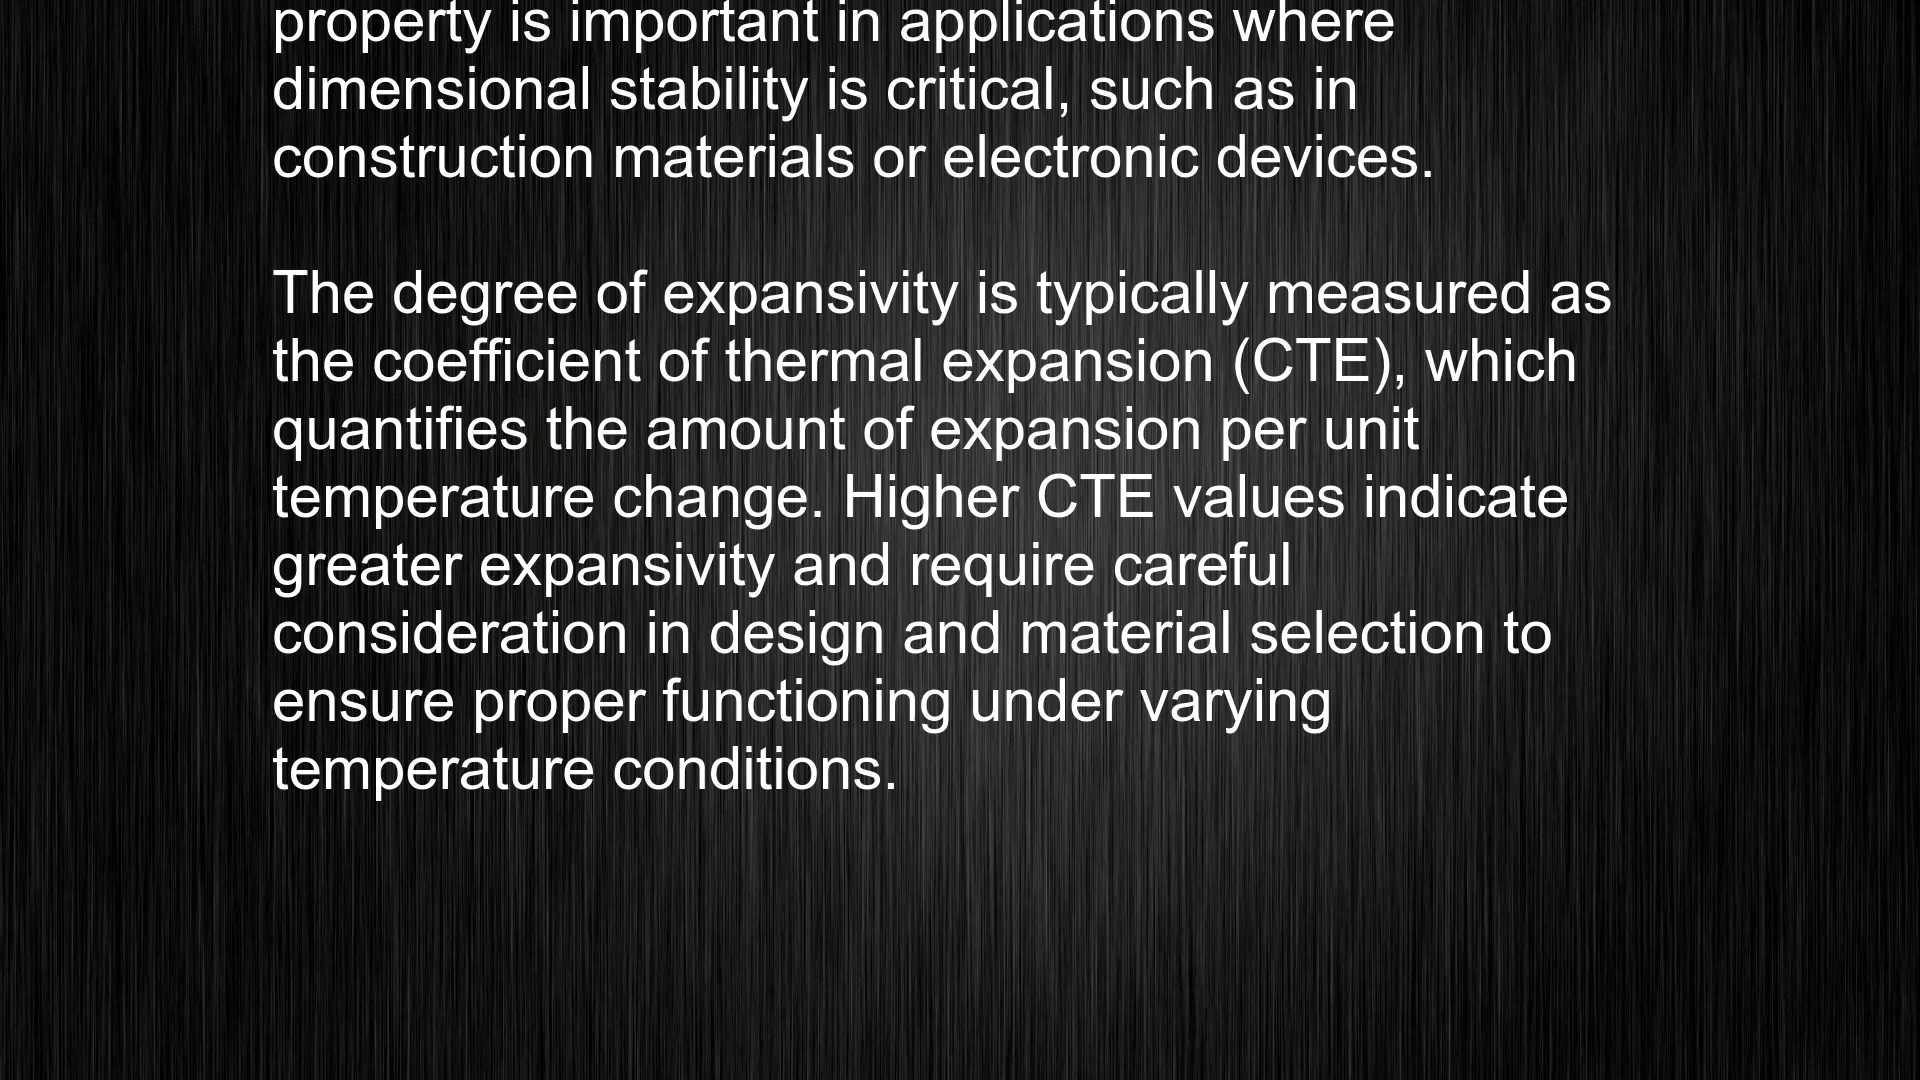 property is important in applications where
dimensional stability is critical, such as in
construction materials or electronic devices.
The degree of expansivity is typically measured as
the coefficient of thermal expansion (CTE), which
quantifies the amount of expansion per unit
temperature change. Higher CTE values indicate
greater expansivity and require careful
consideration in design and material selection to
ensure proper functioning under varying
temperature conditions.